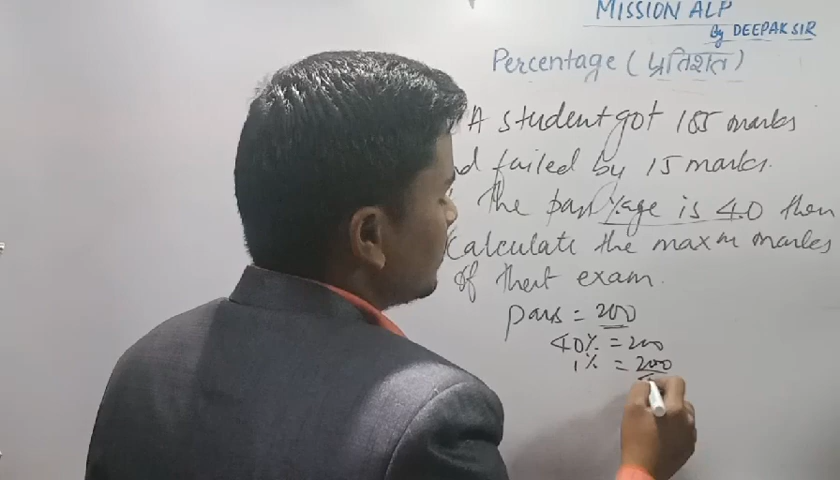 MISSION ALP
By DEEPAK SIR
Percentage (प्रतिशत)
A student got 185 marks
nd failed by 15 marks.
the pass %age is 40 then
Calculate the maxm marks
of that exam.
pass = 200
40% = 200
1% = 200